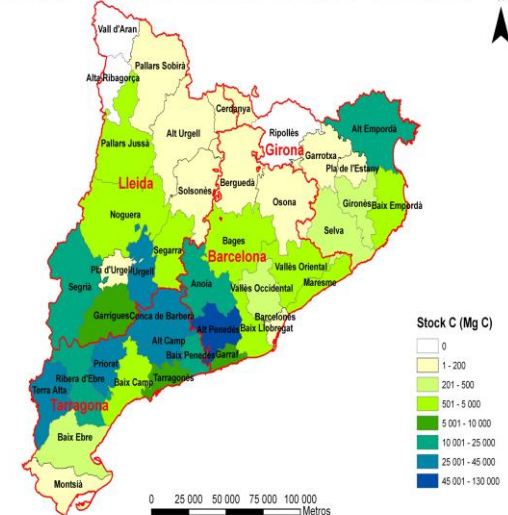 Vall d'Aran
Pallars Sobirà
Alta Ribagorça
Cerdanya
Ripollès
Alt Empordà
Alt Urgell
Girona
Garrotxa
Pallars Jussà
Pla de l'Estany
Berguedà
Lleida
Solsonès
Osona
Gironès
Baix Empordà
Noguera
Selva
Bages
Segarra
Barcelona
Vallès Oriental
Pla d'Urgell
Urgell
Anoia
Maresme
Segrià
Vallès Occidental
Garrigues
Conca de Barberà
Barcelonès
Alt Penedès
Baix Llobregat
Alt Camp
Priorat
Baix Penedès
Garraf
Ribera d'Ebre
Tarragonès
Terra Alta
Baix Camp
Tarragona
Baix Ebre
Montsià
Stock C (Mg C)
0
1 - 200
201 - 500
501 - 5 000
5 001 - 10 000
10 001 - 25 000
25 001 - 45 000
45 001 - 130 000
0 25 000 50 000 75 000 100 000
Metros